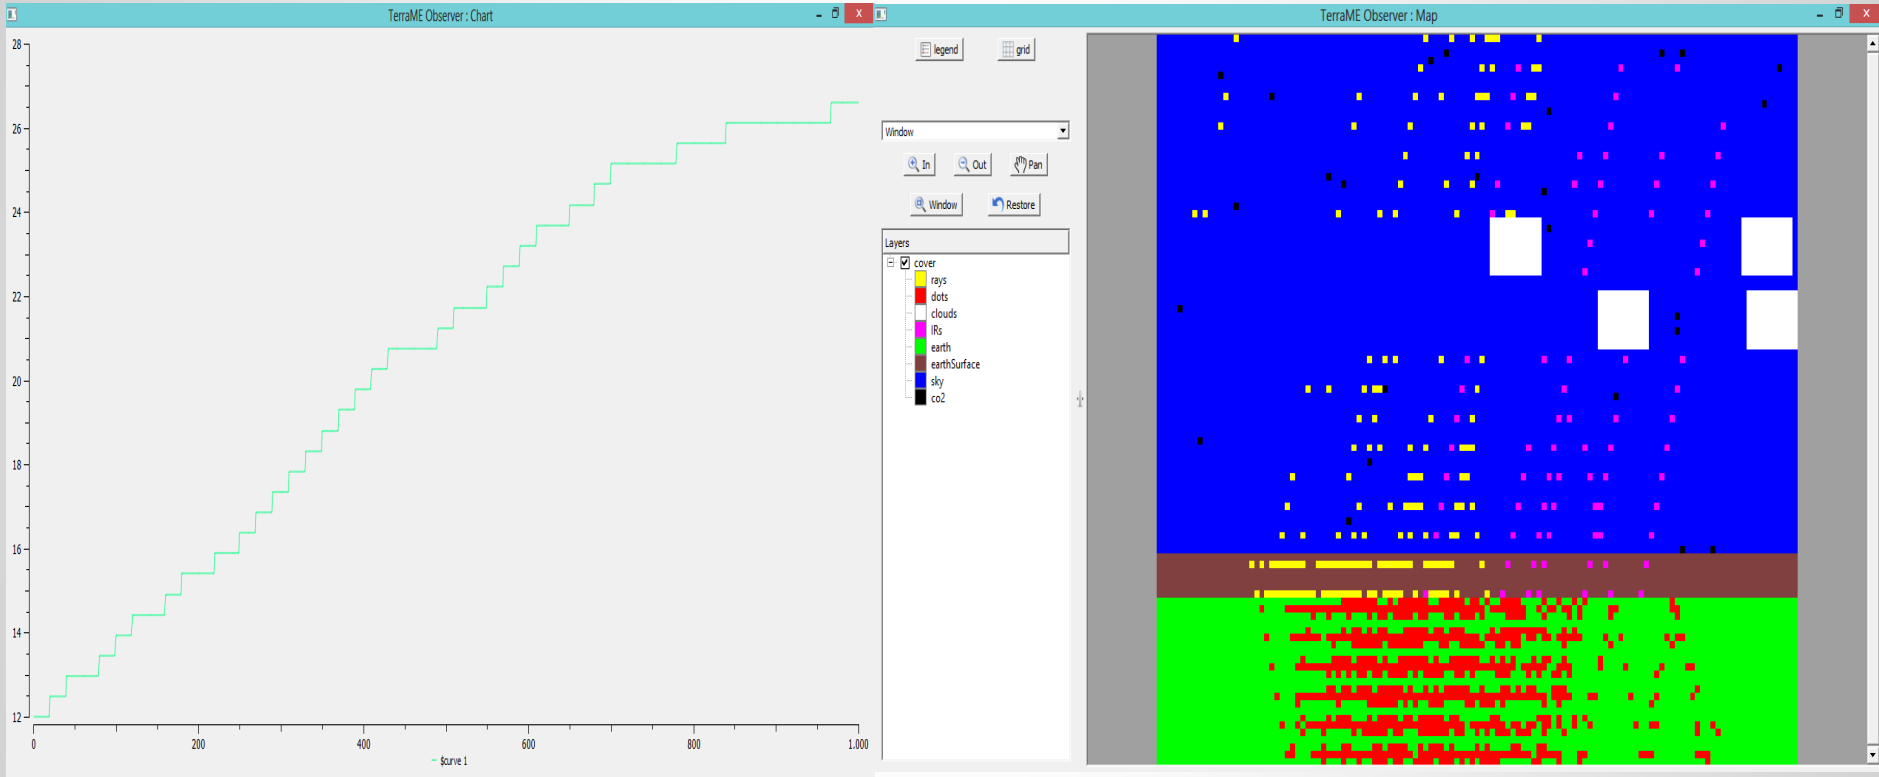 TerraME Observer : Chart
X
28
26
24
22
20
18
16
14
12
0 200 400 600 800 1.000
$curve 1
TerraME Observer : Map
X
legend grid
Window
In Out Pan
Window Restore
Layers
cover
rays
dots
clouds
IRs
earth
earthSurface
sky
co2